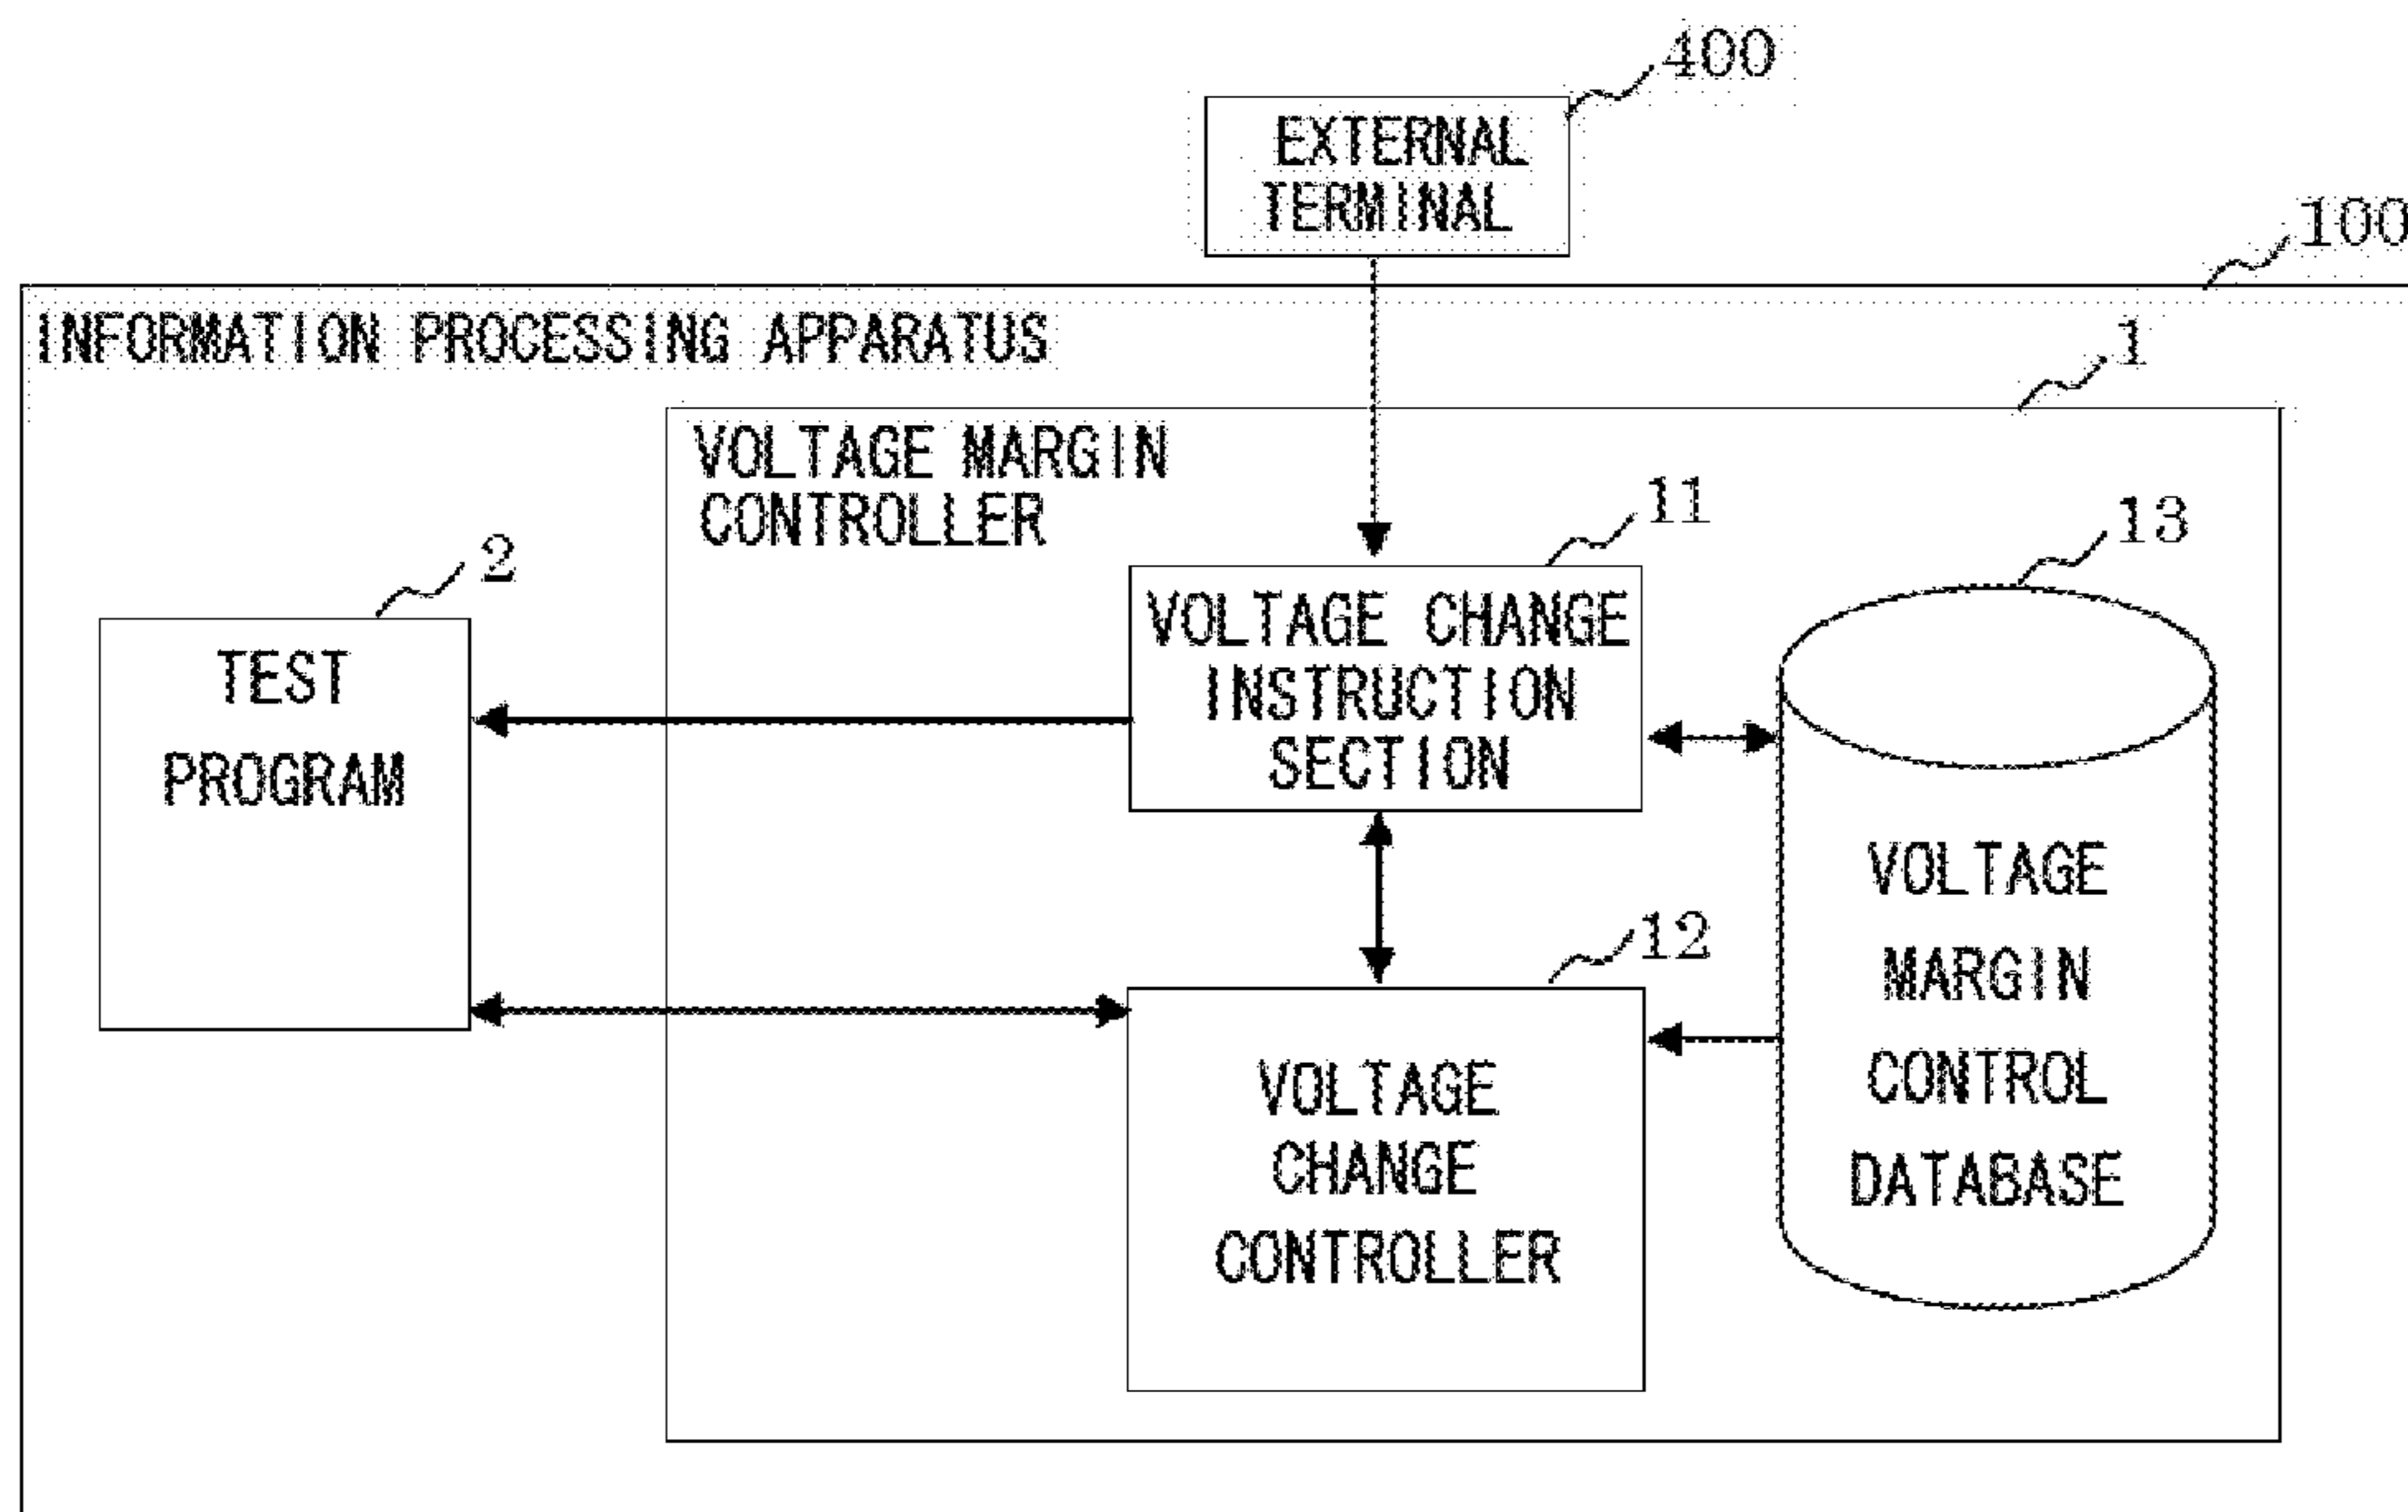 400
EXTERNAL
TERMINAL
100
INFORMATION PROCESSING APPARATUS
1
VOLTAGE MARGIN
CONTROLLER
11
13
2
TEST
PROGRAM
VOLTAGE CHANGE
INSTRUCTION
SECTION
12
VOLTAGE
CHANGE
CONTROLLER
VOLTAGE
MARGIN
CONTROL
DATABASE